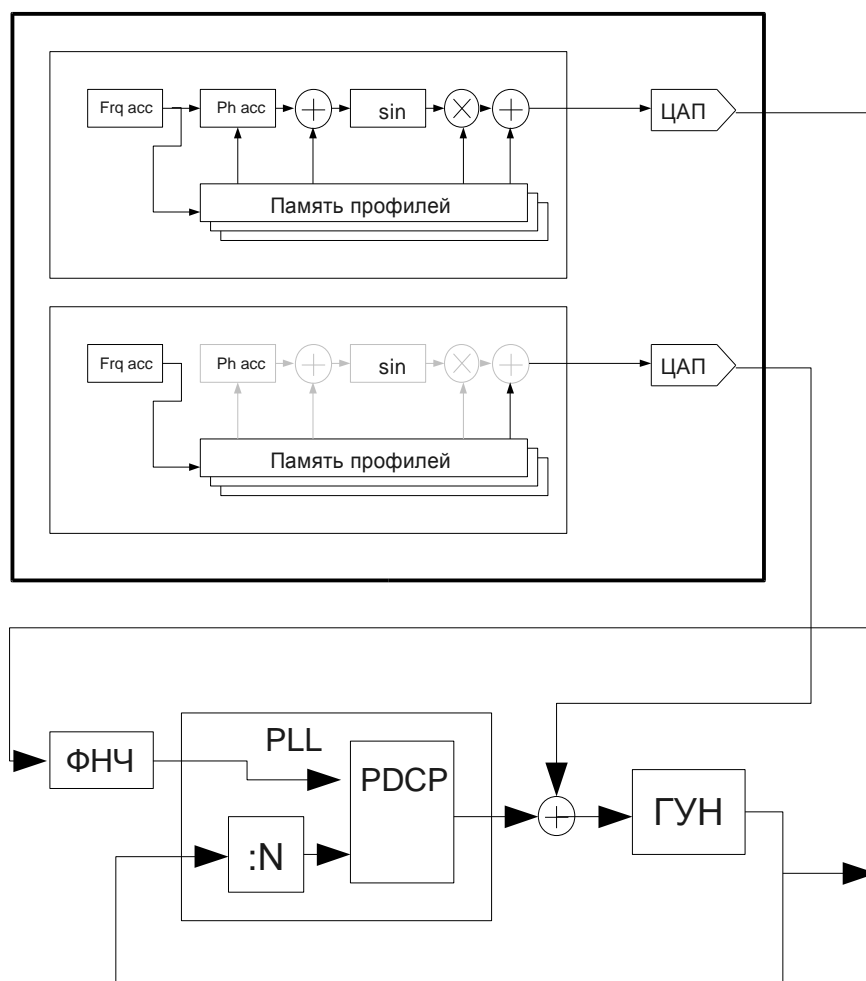 Frq acc
Ph acc
sin
ЦАП
Память профилей
Frq acc
Ph acc
sin
ЦАП
Память профилей
ФНЧ
PLL
PDCP
:N
ГУН